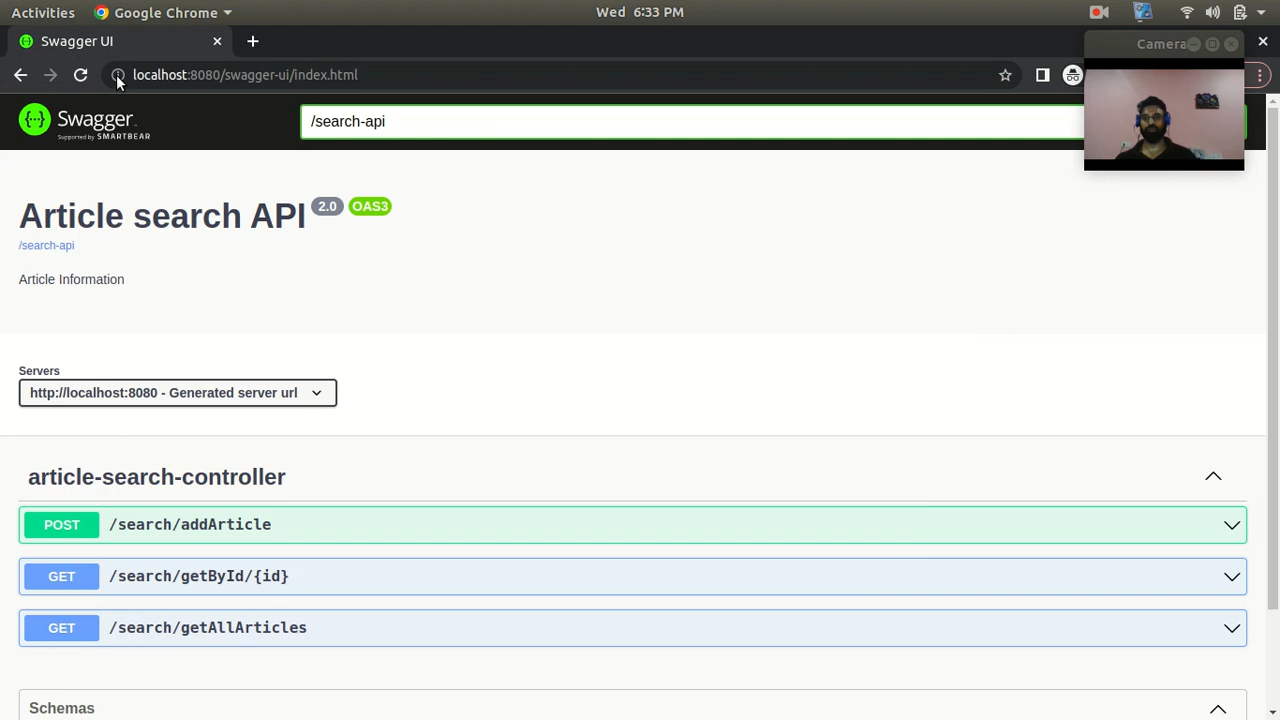 Activities Google Chrome Wed 6:33 PM
Swagger UI
Camera
localhost:8080/swagger-ui/index.html
Swagger.
Supported by SMARTBEAR
/search-api
Article search API 2.0 OAS3
/search-api
Article Information
Servers
http://localhost:8080 - Generated server url
article-search-controller
POST /search/addArticle
GET /search/getById/{id}
GET /search/getAllArticles
Schemas